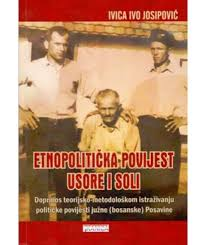 IVICA IVO JOSIPOVIĆ
ETNOPOLITIČKA POVIJEST
USORE I SOLI
Doprinos teorijsko-metodološkom istraživanju
političke povijesti južne (bosanske) Posavine